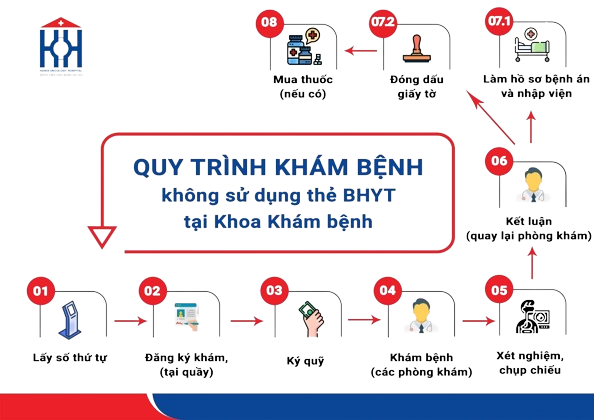 QUY TRÌNH KHÁM BỆNH
không sử dụng thẻ BHYT
tại Khoa Khám bệnh
01
Lấy số thứ tự
02
Đăng ký khám,
(tại quầy)
03
Ký quỹ
04
Khám bệnh
(các phòng khám)
05
Xét nghiệm,
chụp chiếu
06
Kết luận
(quay lại phòng khám)
07.1
Làm hồ sơ bệnh án
và nhập viện
07.2
Đóng dấu
giấy tờ
08
Mua thuốc
(nếu có)